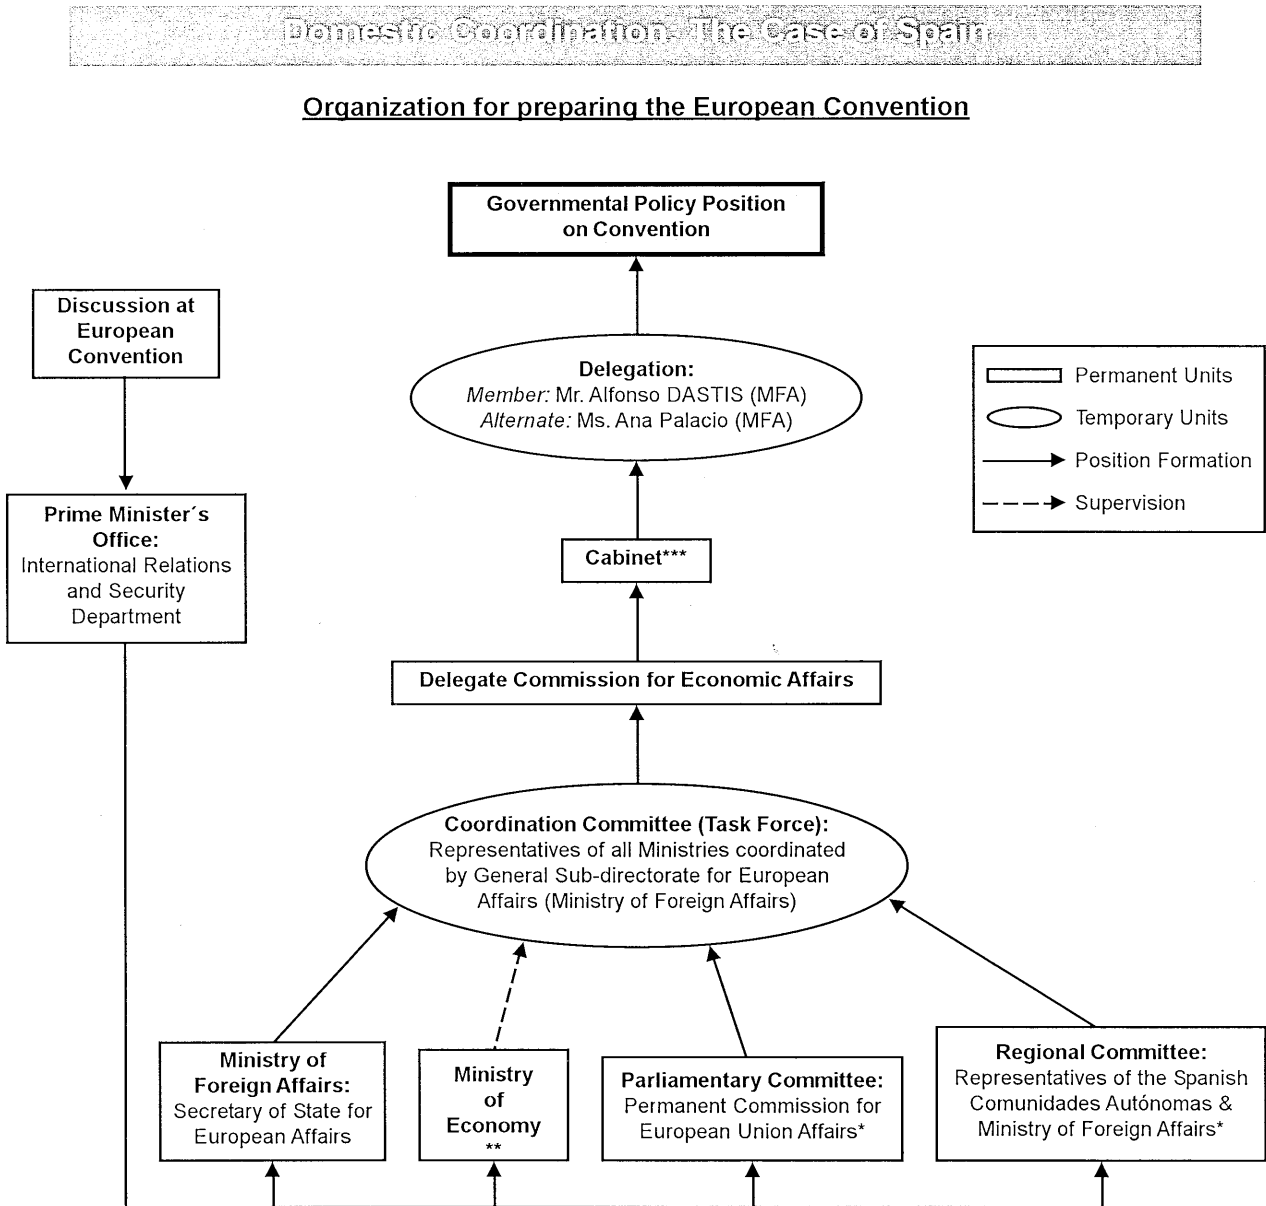 Domestic Coordination: The Case of Spain
Organization for preparing the European Convention
Governmental Policy Position
on Convention
Discussion at
European
Convention
Delegation:
Member: Mr. Alfonso DASTIS (MFA)
Alternate: Ms. Ana Palacio (MFA)
Permanent Units
Temporary Units
Position Formation
Supervision
Prime Minister´s
Office:
International Relations
and Security
Department
Cabinet***
Delegate Commission for Economic Affairs
Coordination Committee (Task Force):
Representatives of all Ministries coordinated
by General Sub-directorate for European
Affairs (Ministry of Foreign Affairs)
Ministry of
Foreign Affairs:
Secretary of State for
European Affairs
Ministry
of
Economy
**
Parliamentary Committee:
Permanent Commission for
European Union Affairs*
Regional Committee:
Representatives of the Spanish
Comunidades Autónomas &
Ministry of Foreign Affairs*